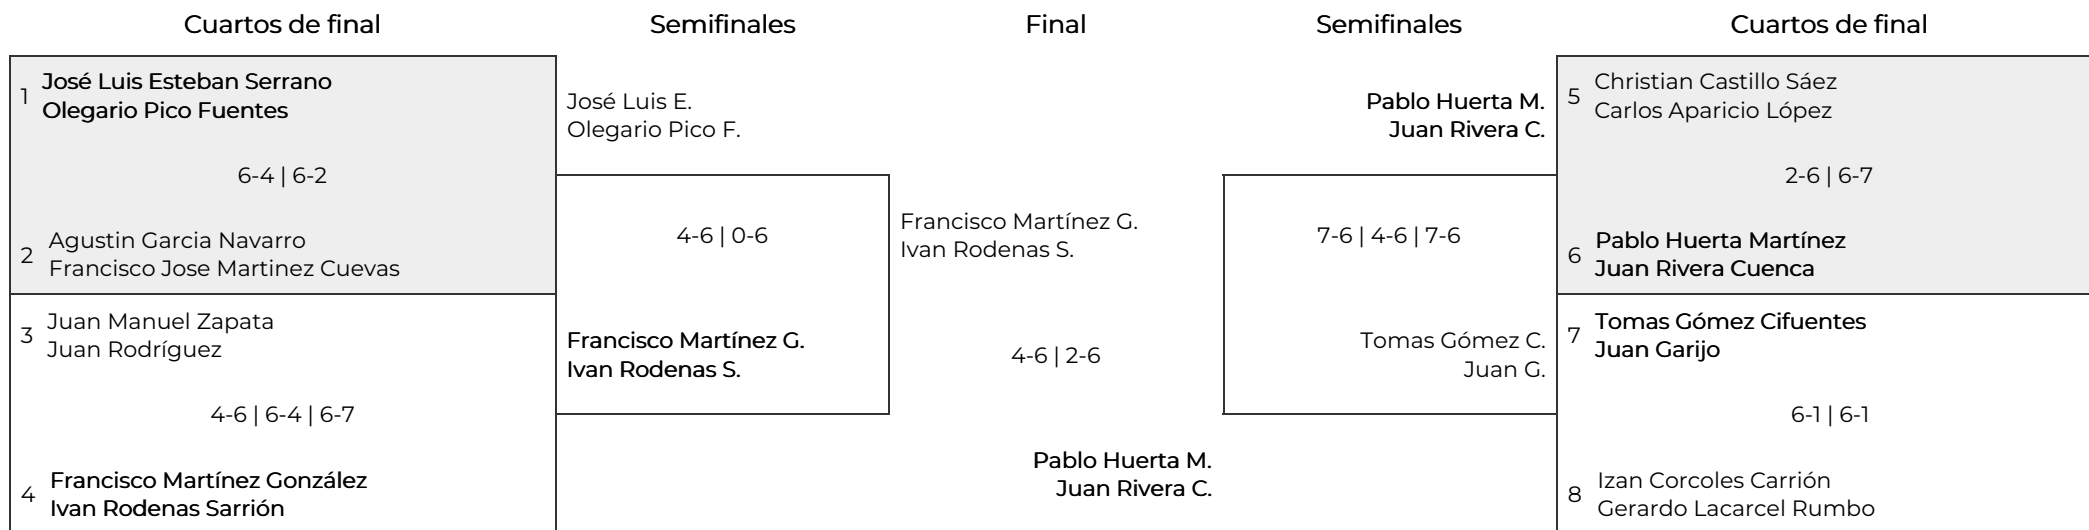 Cuartos de final
Semifinales
Final
Semifinales
Cuartos de final
1
José Luis Esteban Serrano
Olegario Pico Fuentes
6-4 | 6-2
2
Agustin Garcia Navarro
Francisco Jose Martinez Cuevas
3
Juan Manuel Zapata
Juan Rodríguez
4-6 | 6-4 | 6-7
4
Francisco Martínez González
Ivan Rodenas Sarrión
José Luis E.
Olegario Pico F.
4-6 | 0-6
Francisco Martínez G.
Ivan Rodenas S.
Francisco Martínez G.
Ivan Rodenas S.
4-6 | 2-6
Pablo Huerta M.
Juan Rivera C.
Pablo Huerta M.
Juan Rivera C.
7-6 | 4-6 | 7-6
Tomas Gómez C.
Juan G.
5
Christian Castillo Sáez
Carlos Aparicio López
2-6 | 6-7
6
Pablo Huerta Martínez
Juan Rivera Cuenca
7
Tomas Gómez Cifuentes
Juan Garijo
6-1 | 6-1
8
Izan Corcoles Carrión
Gerardo Lacarcel Rumbo